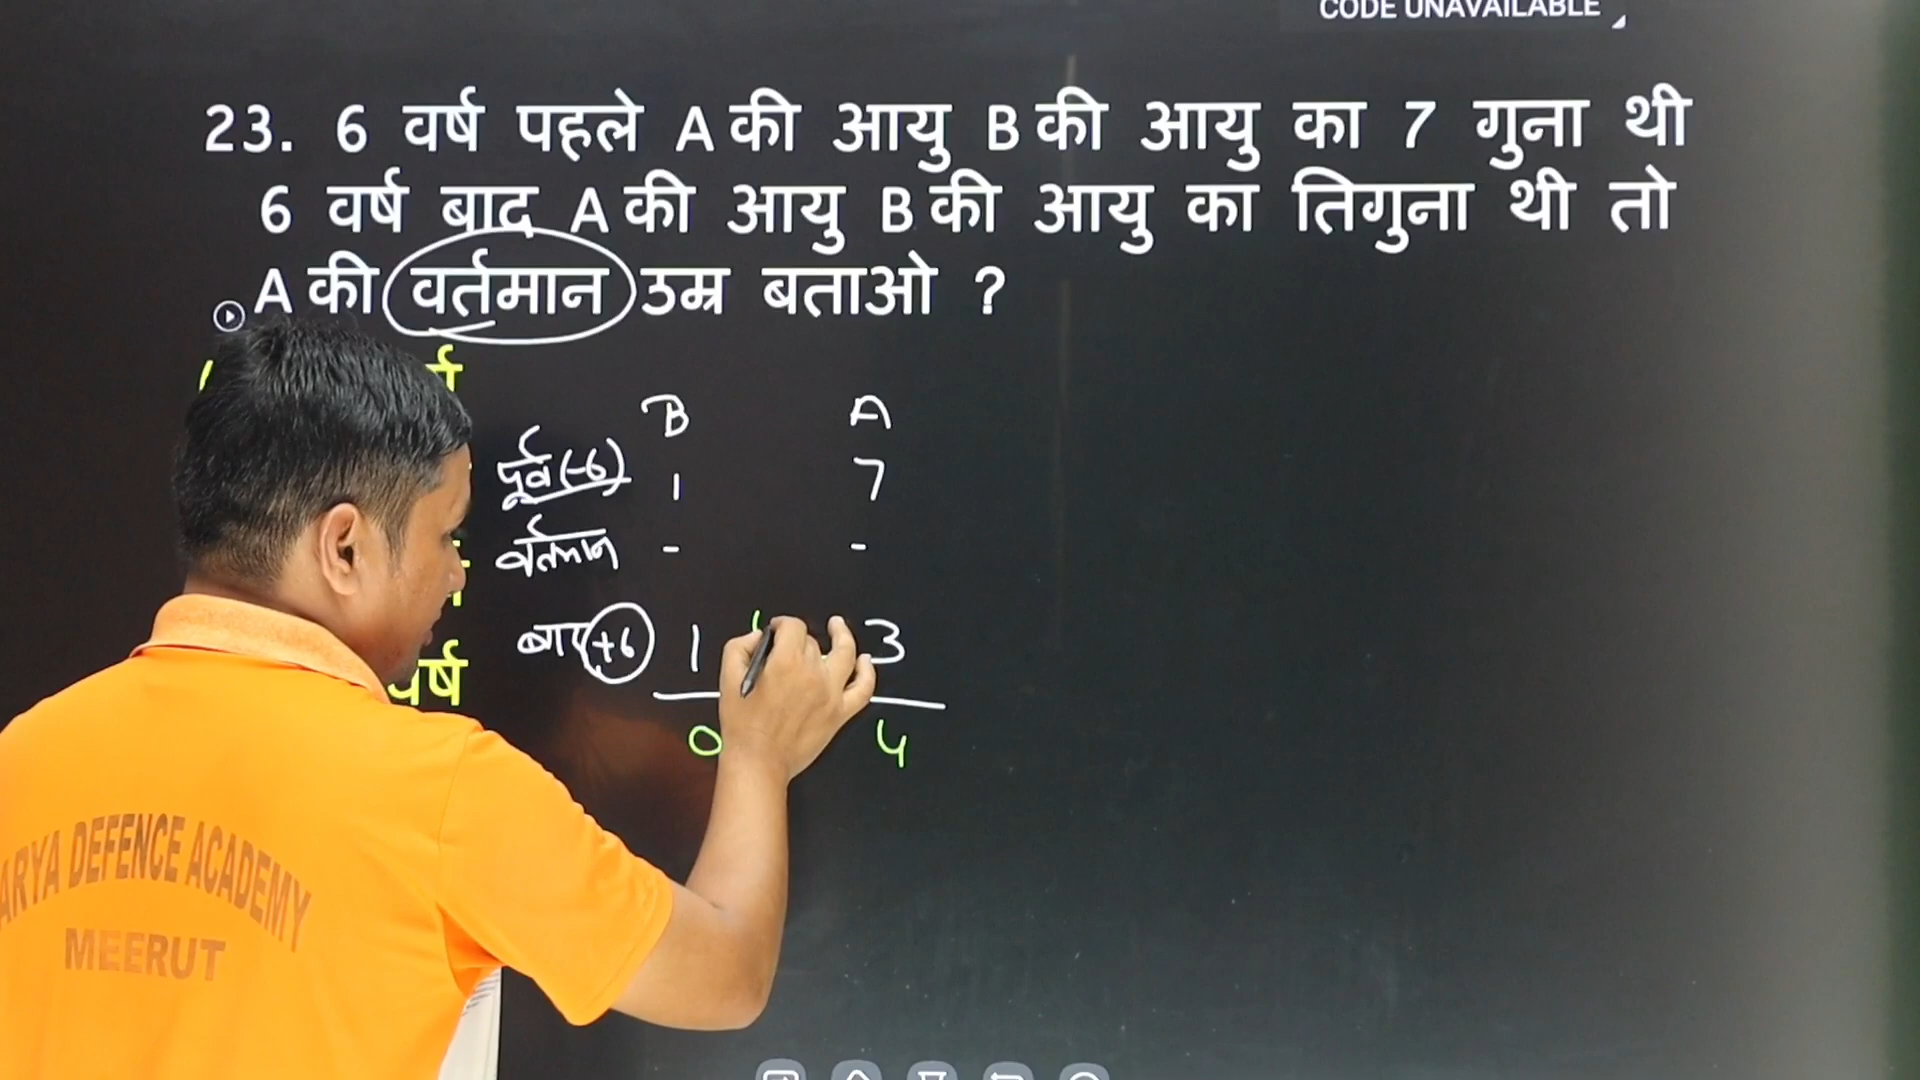 CODE UNAVAILABLE
23. 6 वर्ष पहले A की आयु B की आयु का 7 गुना थी
6 वर्ष बाद A की आयु B की आयु का तिगुना थी तो
A की वर्तमान उम्र बताओ ?
B A
पूर्व (-6) 1 7
वर्तमान - -
बाद +6 1 3
0 4
वर्ष
ARYA DEFENCE ACADEMY
MEERUT